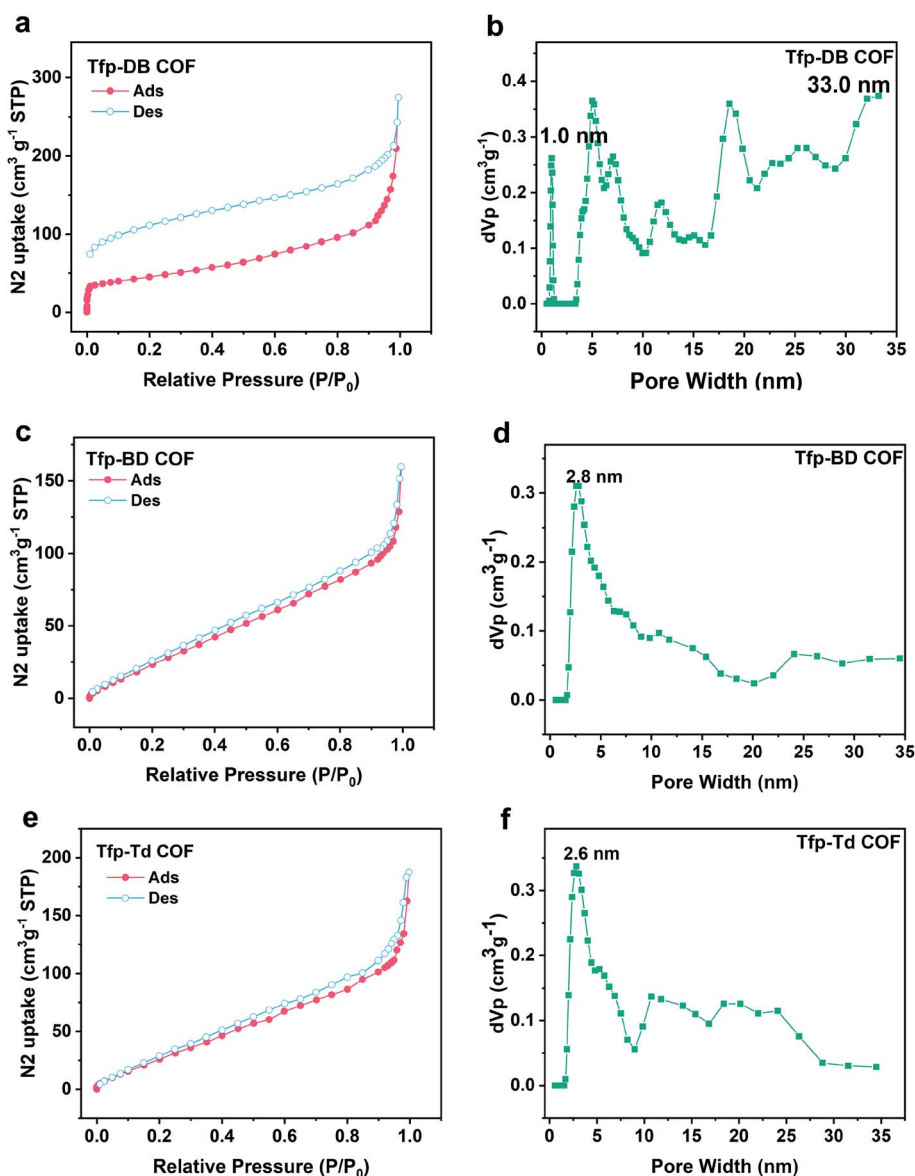 a
Tfp-DB COF
Ads
Des
300
200
100
0
N2 uptake (cm³ g⁻¹ STP)
0.0 0.2 0.4 0.6 0.8 1.0
Relative Pressure (P/P₀)
b
Tfp-DB COF
33.0 nm
1.0 nm
0.4
0.3
0.2
0.1
0.0
dVp (cm³g⁻¹)
0 5 10 15 20 25 30 35
Pore Width (nm)
c
Tfp-BD COF
Ads
Des
150
100
50
0
N2 uptake (cm³g⁻¹ STP)
0.0 0.2 0.4 0.6 0.8 1.0
Relative Pressure (P/P₀)
d
Tfp-BD COF
2.8 nm
0.3
0.2
0.1
0.0
dVp (cm³g⁻¹)
0 5 10 15 20 25 30 35
Pore Width (nm)
e
Tfp-Td COF
Ads
Des
200
150
100
50
0
N2 uptake (cm³g⁻¹ STP)
0.0 0.2 0.4 0.6 0.8 1.0
Relative Pressure (P/P₀)
f
Tfp-Td COF
2.6 nm
0.3
0.2
0.1
0.0
dVp (cm³g⁻¹)
0 5 10 15 20 25 30 35
Pore Width (nm)